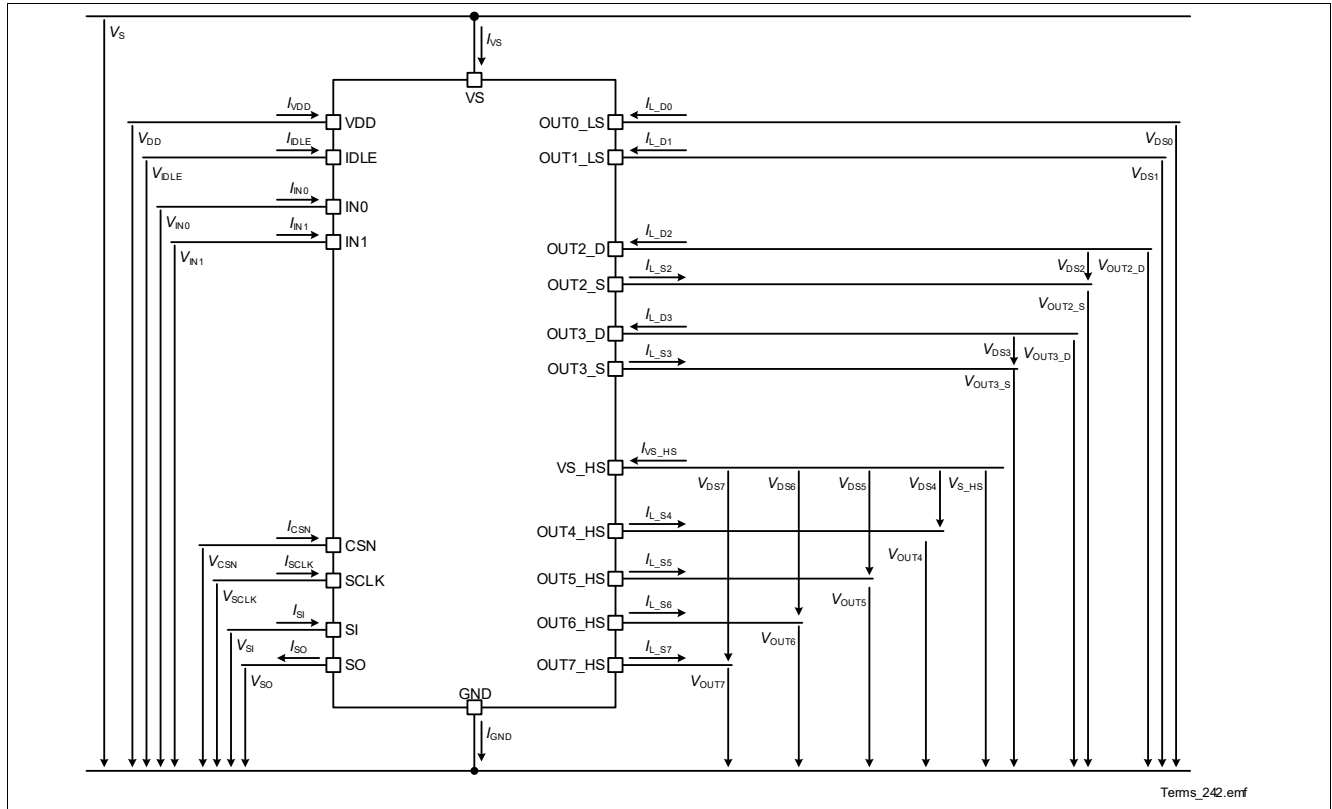 VS
IVS
VS
IVDD
VDD
OUT0_LS
IL_D0
VDD
IIDLE
IDLE
OUT1_LS
IL_D1
VDS0
VIDLE
VDS1
IIN0
IN0
VIN0
IIN1
IN1
VIN1
IL_D2
OUT2_D
IL_S2
VDS2
VOUT2_D
OUT2_S
VOUT2_S
IL_D3
OUT3_D
IL_S3
VDS3
VOUT3_D
OUT3_S
VOUT3_S
IVS_HS
VS_HS
VDS7
VDS6
VDS5
VDS4
VS_HS
IL_S4
OUT4_HS
VOUT4
ICSN
CSN
VCSN
ISCLK
SCLK
VSCLK
IL_S5
OUT5_HS
VOUT5
ISI
SI
VSI
IL_S6
OUT6_HS
VOUT6
ISO
SO
VSO
IL_S7
OUT7_HS
VOUT7
GND
IGND
Terms_242.emf